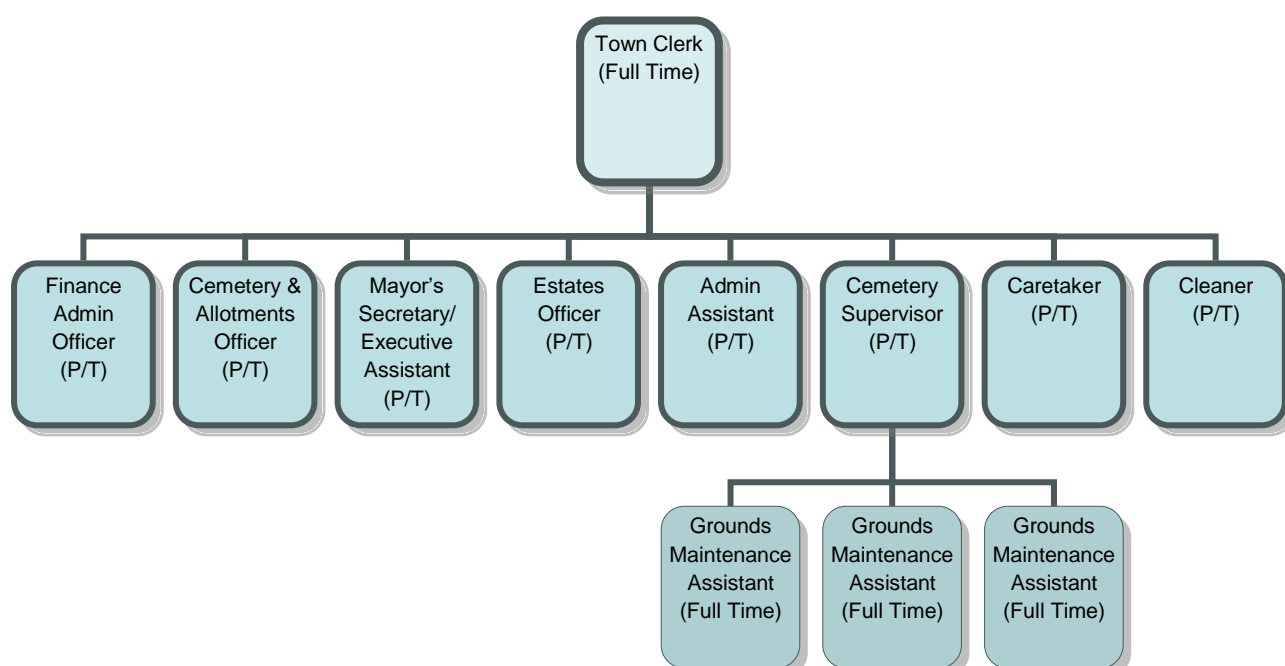 Town Clerk
(Full Time)
Finance
Admin
Officer
(P/T)
Cemetery &
Allotments
Officer
(P/T)
Mayor’s
Secretary/
Executive
Assistant
(P/T)
Estates
Officer
(P/T)
Admin
Assistant
(P/T)
Cemetery
Supervisor
(P/T)
Caretaker
(P/T)
Cleaner
(P/T)
Grounds
Maintenance
Assistant
(Full Time)
Grounds
Maintenance
Assistant
(Full Time)
Grounds
Maintenance
Assistant
(Full Time)